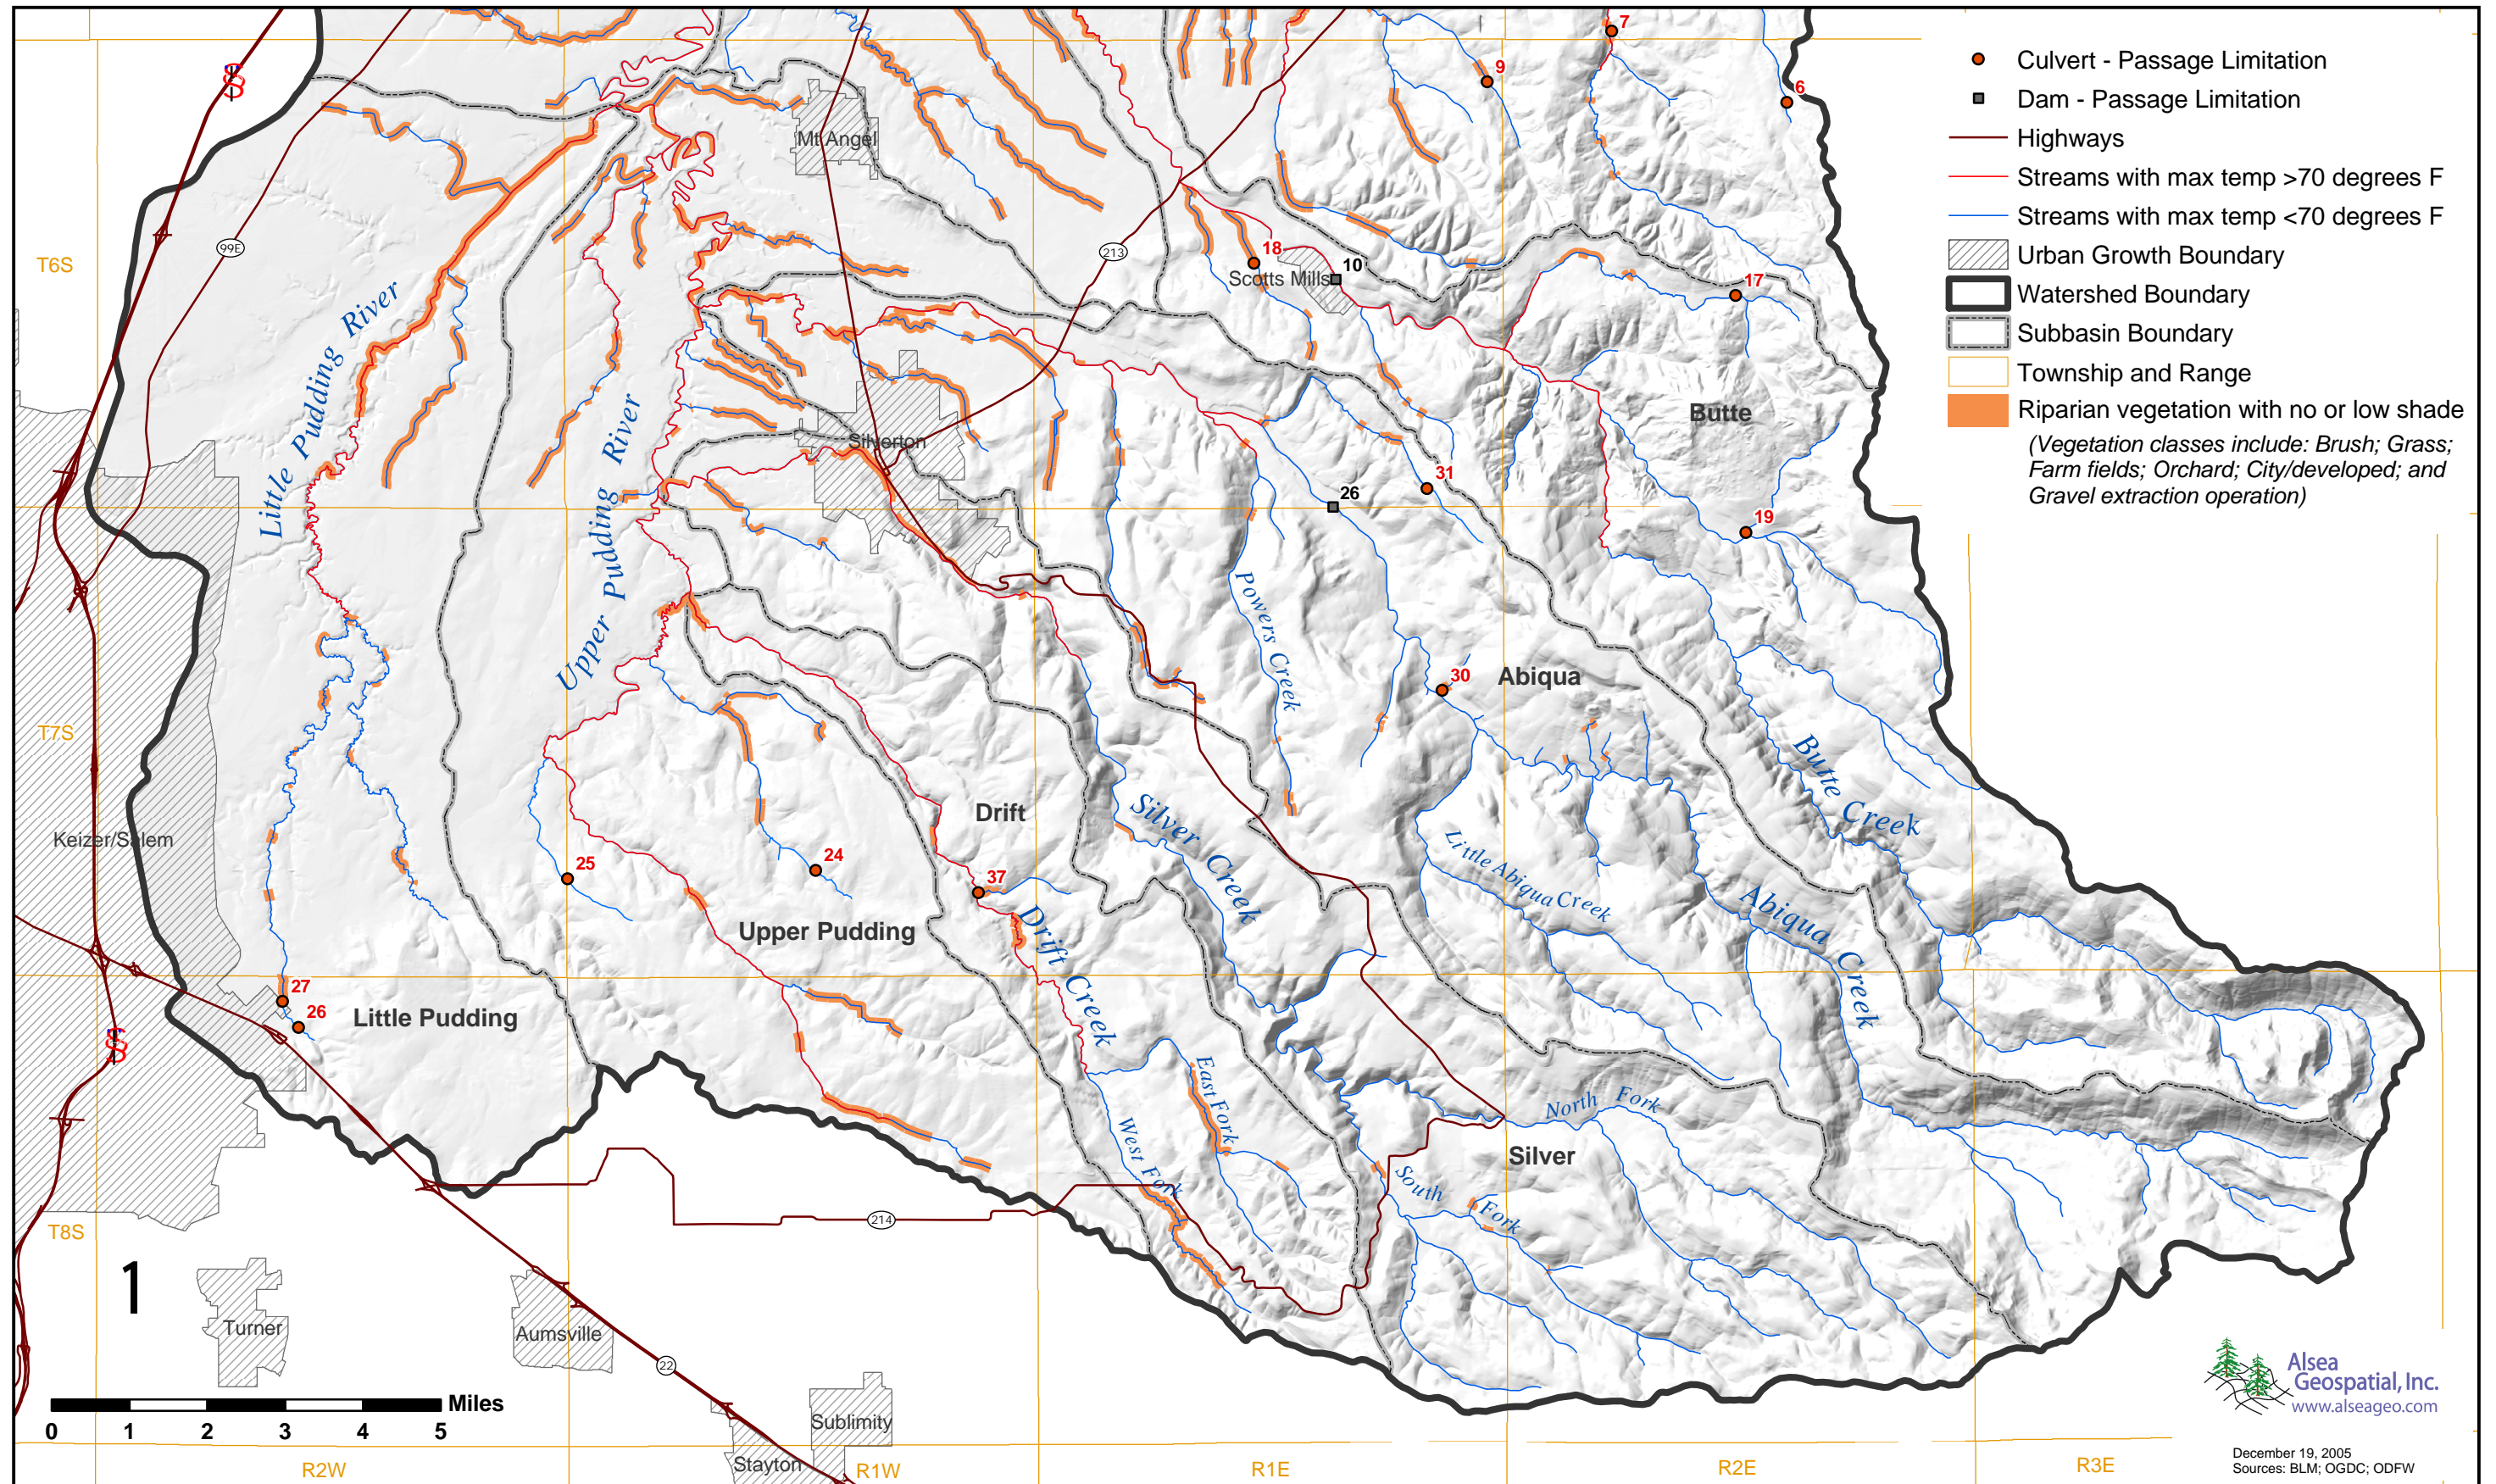 7
9
6
Culvert - Passage Limitation
Dam - Passage Limitation
Highways
Streams with max temp >70 degrees F
Streams with max temp <70 degrees F
Urban Growth Boundary
Watershed Boundary
Subbasin Boundary
Township and Range
Riparian vegetation with no or low shade
(Vegetation classes include: Brush; Grass;
Farm fields; Orchard; City/developed; and
Gravel extraction operation)
Mt Angel
99E
213
T6S
18
10
Scotts Mills
17
Little Pudding River
Butte
Silverton
Upper Pudding River
31
26
19
Powers Creek
30
Abiqua
T7S
Butte Creek
Keizer/Salem
Drift
Silver Creek
Little Abiqua Creek
25
24
37
Upper Pudding
Drift Creek
Abiqua Creek
27
26
Little Pudding
East Fork
West Fork
North Fork
Silver
South Fork
T8S
214
1
Turner
Aumsville
22
Miles
0 1 2 3 4 5
Sublimity
Stayton
R2W
R1W
R1E
R2E
R3E
Alsea
Geospatial, Inc.
www.alseageo.com
December 19, 2005
Sources: BLM; OGDC; ODFW